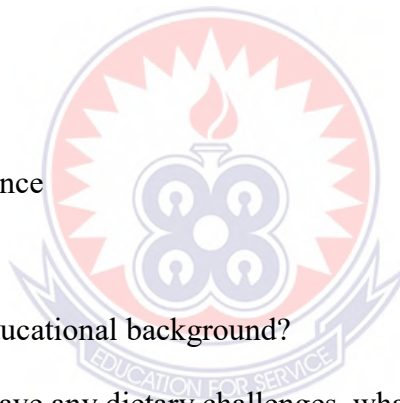 nce
ucational background?
EDUCATION FOR SERVICE
ave any dietary challenges, wha